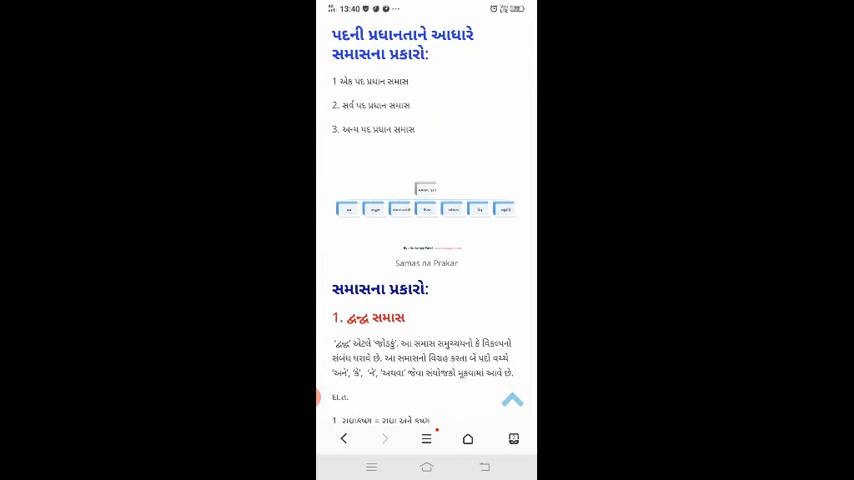 13:40
પદની પ્રધાનતાને આધારે
સમાસના પ્રકારો:
1 એક પદ પ્રધાન સમાસ
2. સર્વ પદ પ્રધાન સમાસ
3. અન્ય પદ પ્રધાન સમાસ
Samas na Prakar
સમાસના પ્રકારો:
1. દ્વન્દ્વ સમાસ
'દ્વન્દ્વ' એટલે 'જોડકું'. આ સમાસ સમુચ્ચયનો કે વિકલ્પનો
સંબંધ ધરાવે છે. આ સમાસનો વિગ્રહ કરતા બે પદો વચ્ચે
'અને', 'કે', 'ને', 'અથવા' જેવા સંયોજકો મૂકવામાં આવે છે.
દા.ત.
1. રાધાકૃષ્ણ = રાધા અને કૃષ્ણ